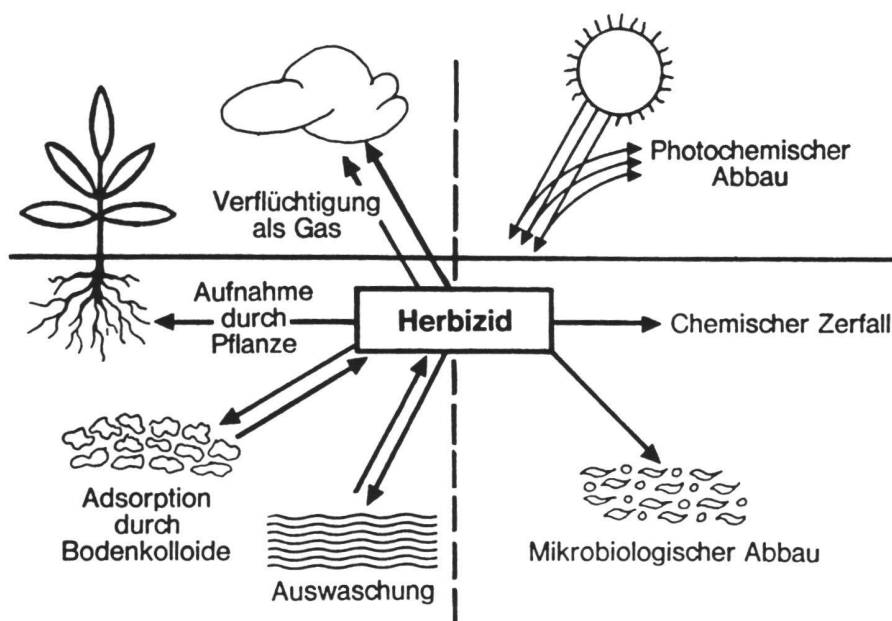 Photochemischer
Abbau
Verflüchtigung
als Gas
Aufnahme
durch
Pflanze
Herbizid
Chemischer Zerfall
Adsorption
durch
Bodenkolloide
Auswaschung
Mikrobiologischer Abbau